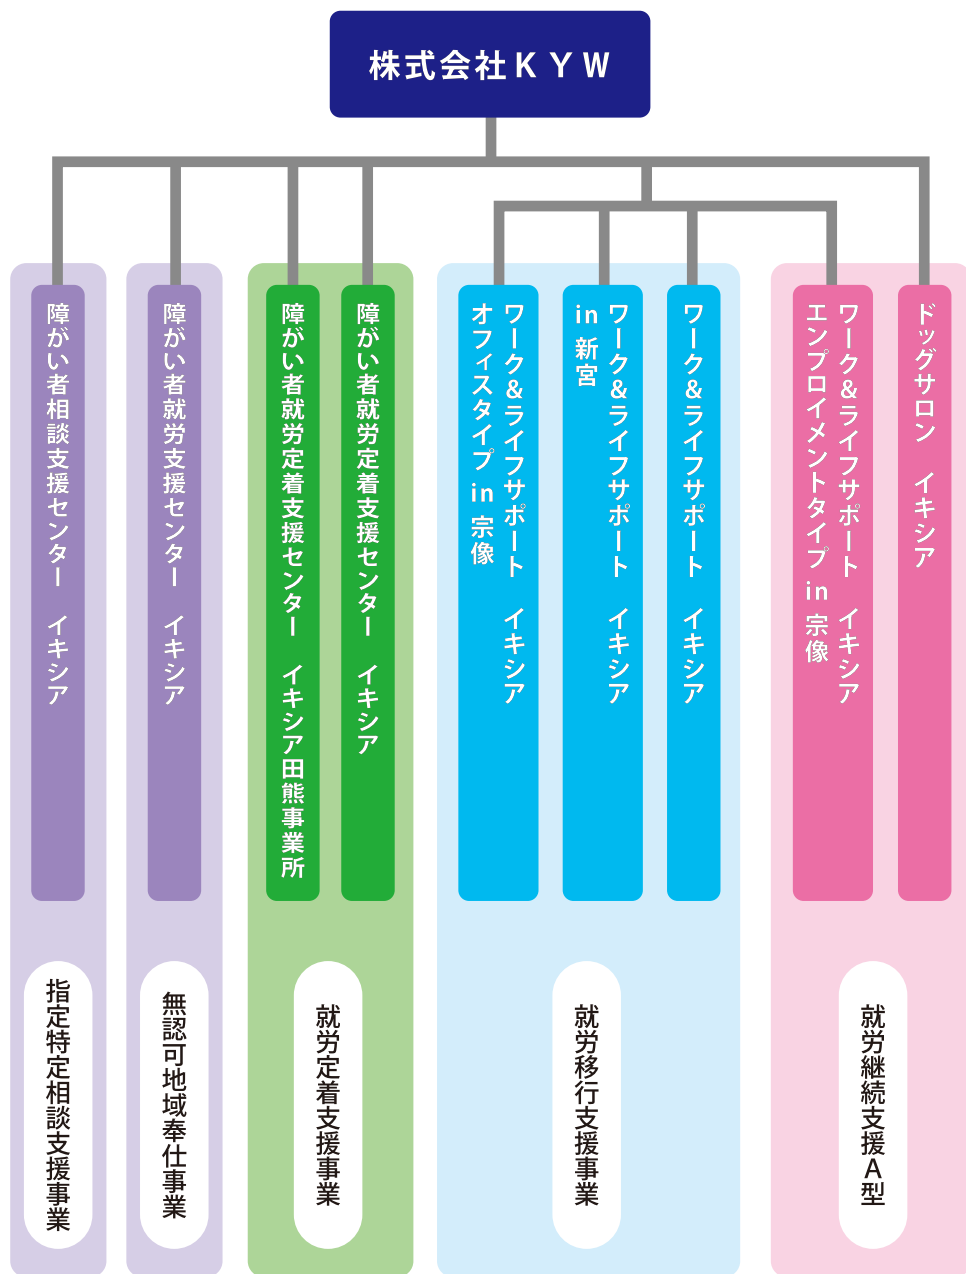 株式会社ＫＹＷ
ドッグサロン　イキシア
ワーク＆ライフサポート　イキシア
エンプロイメントタイプ in 宗像
ワーク＆ライフサポート　イキシア
ワーク＆ライフサポート　イキシア
in 新宮
ワーク＆ライフサポート　イキシア
オフィスタイプ in 宗像
障がい者就労定着支援センター　イキシア
障がい者就労定着支援センター　イキシア田熊事業所
障がい者就労支援センター　イキシア
障がい者相談支援センター　イキシア
就労継続支援Ａ型
就労移行支援事業
就労定着支援事業
無認可地域奉仕事業
指定特定相談支援事業